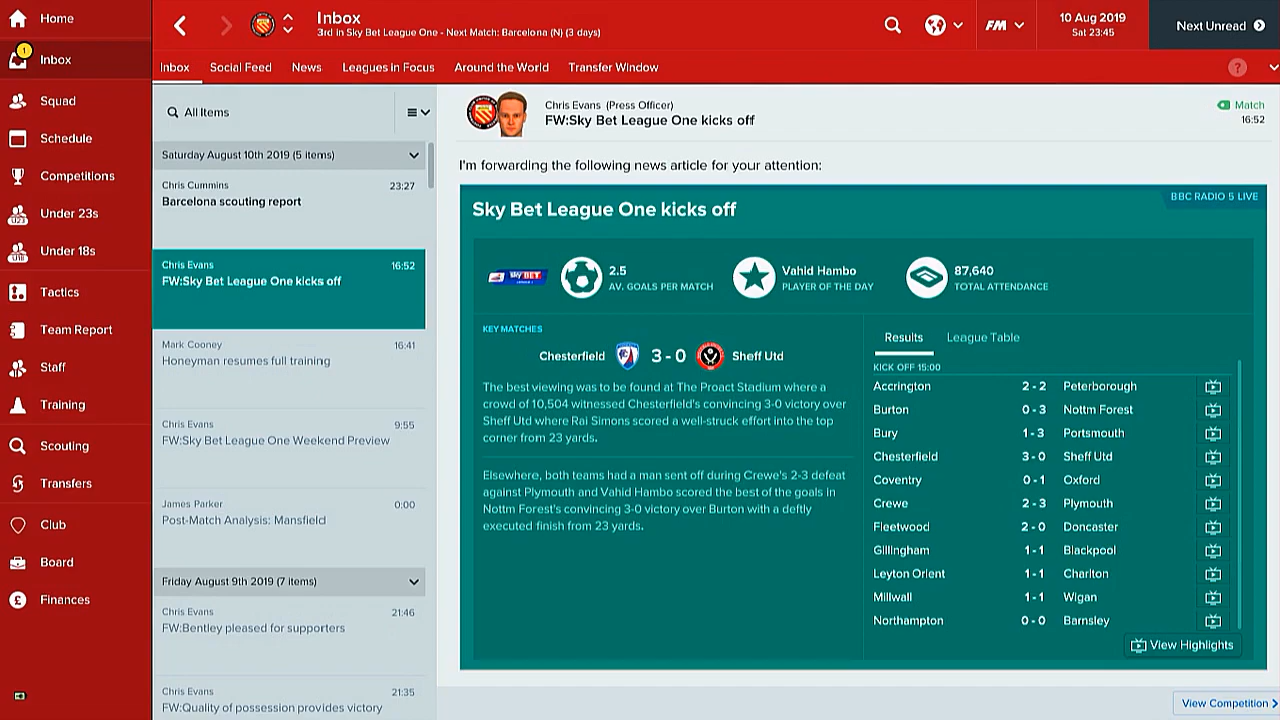 Home
Inbox
1
Squad
Schedule
Competitions
Under 23s
Under 18s
Tactics
Team Report
Staff
Training
Scouting
Transfers
Club
Board
Finances
Inbox
3rd in Sky Bet League One - Next Match: Barcelona (N) (3 days)
FM
10 Aug 2019
Sat 23:45
Next Unread
Inbox
Social Feed
News
Leagues in Focus
Around the World
Transfer Window
?
All Items
Saturday August 10th 2019 (5 items)
Chris Cummins 23:27
Barcelona scouting report
Chris Evans 16:52
FW:Sky Bet League One kicks off
Mark Cooney 16:41
Honeyman resumes full training
Chris Evans 9:55
FW:Sky Bet League One Weekend Preview
James Parker 0:00
Post-Match Analysis: Mansfield
Friday August 9th 2019 (7 items)
Chris Evans 21:46
FW:Bentley pleased for supporters
Chris Evans 21:35
FW:Quality of possession provides victory
Chris Evans (Press Officer)
FW:Sky Bet League One kicks off
Match
16:52
I'm forwarding the following news article for your attention:
BBC RADIO 5 LIVE
Sky Bet League One kicks off
sky BET
2.5
AV. GOALS PER MATCH
Vahid Hambo
PLAYER OF THE DAY
87,640
TOTAL ATTENDANCE
KEY MATCHES
Chesterfield 3 - 0 Sheff Utd
The best viewing was to be found at The Proact Stadium where a
crowd of 10,504 witnessed Chesterfield's convincing 3-0 victory over
Sheff Utd where Rai Simons scored a well-struck effort into the top
corner from 23 yards.
Elsewhere, both teams had a man sent off during Crewe's 2-3 defeat
against Plymouth and Vahid Hambo scored the best of the goals in
Nottm Forest's convincing 3-0 victory over Burton with a deftly
executed finish from 23 yards.
Results
League Table
KICK OFF 15:00
Accrington 2 - 2 Peterborough
Burton 0 - 3 Nottm Forest
Bury 1 - 3 Portsmouth
Chesterfield 3 - 0 Sheff Utd
Coventry 0 - 1 Oxford
Crewe 2 - 3 Plymouth
Fleetwood 2 - 0 Doncaster
Gillingham 1 - 1 Blackpool
Leyton Orient 1 - 1 Charlton
Millwall 1 - 1 Wigan
Northampton 0 - 0 Barnsley
View Highlights
View Competition